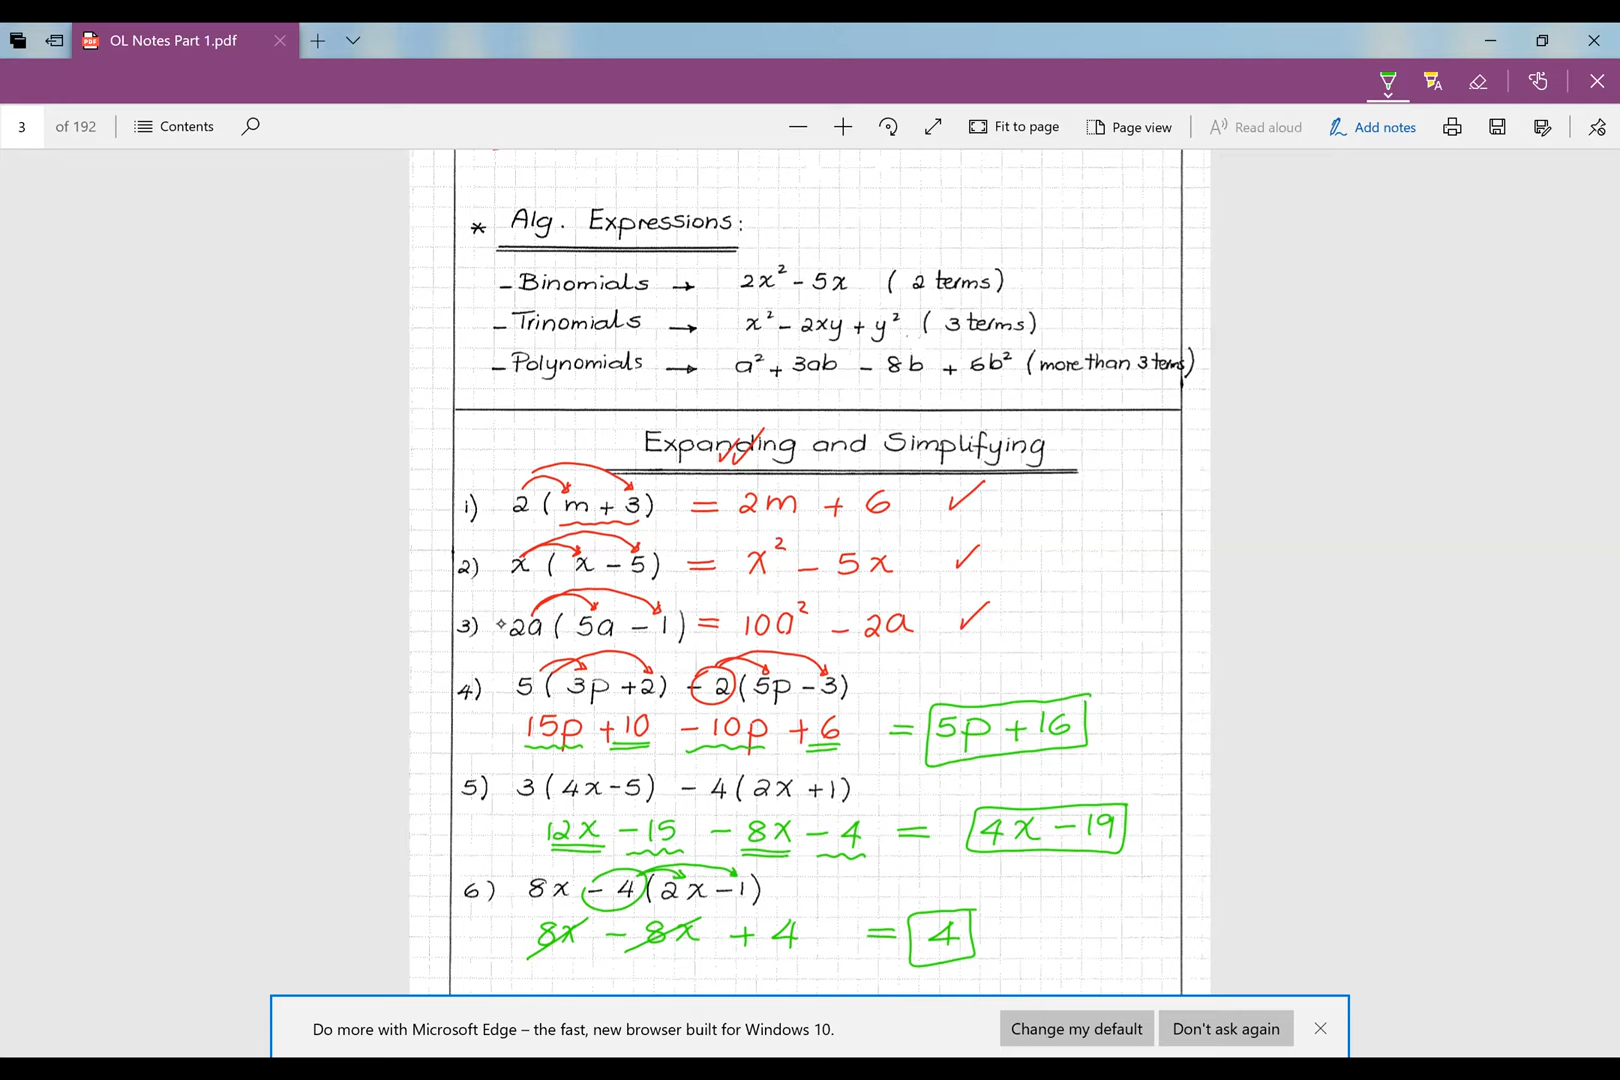 OL Notes Part 1.pdf
3 of 192 Contents Fit to page Page view Read aloud Add notes
* Alg. Expressions:
- Binomials → 2x² - 5x (2 terms)
- Trinomials → x² - 2xy + y² (3 terms)
- Polynomials → a² + 3ab - 8b + 6b² (more than 3 terms)
Expanding and Simplifying
1) 2(m + 3) = 2m + 6 ✓
2) x(x - 5) = x² - 5x ✓
3) 2a(5a - 1) = 10a² - 2a ✓
4) 5(3p + 2) - 2(5p - 3)
15p + 10 - 10p + 6 = 5p + 16
5) 3(4x - 5) - 4(2x + 1)
12x - 15 - 8x - 4 = 4x - 19
6) 8x - 4(2x - 1)
8x - 8x + 4 = 4
Do more with Microsoft Edge – the fast, new browser built for Windows 10. Change my default Don't ask again